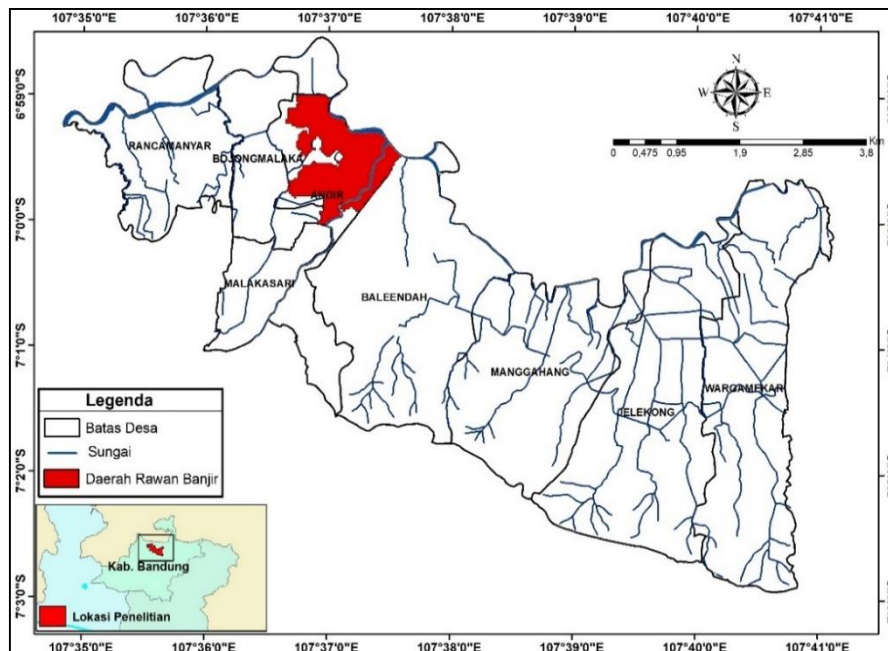 107°35'0"E 107°36'0"E 107°37'0"E 107°38'0"E 107°39'0"E 107°40'0"E 107°41'0"E
6°59'0"S
7°0'0"S
7°1'0"S
7°2'0"S
7°3'0"S
N
W E
S
0 0,475 0,95 1,9 2,85 3,8
Km
RANCAMANYAR
BOJONGMALAKA
ANDIR
MALAKASARI
BALEENDAH
MANGGAHANG
JELEKONG
WARGAMEKAR
Legenda
Batas Desa
Sungai
Daerah Rawan Banjir
Kab. Bandung
Lokasi Penelitian
107°35'0"E 107°36'0"E 107°37'0"E 107°38'0"E 107°39'0"E 107°40'0"E 107°41'0"E